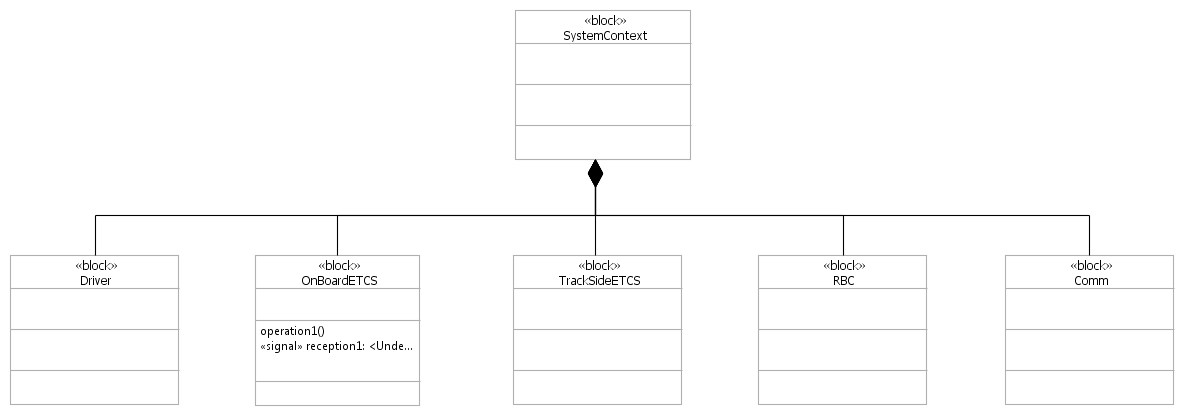 «block»
SystemContext
«block»
Driver
«block»
OnBoardETCS
operation1()
«signal» reception1: <Unde...
«block»
TrackSideETCS
«block»
RBC
«block»
Comm